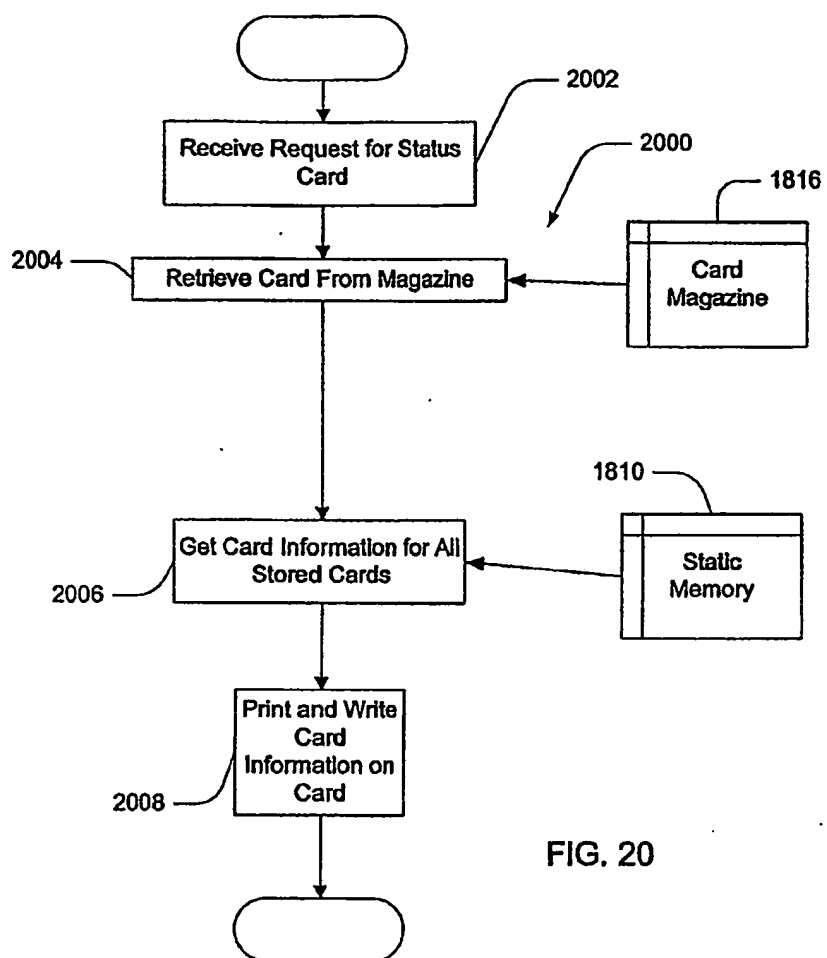 2002
Receive Request for Status
Card
2000
1816
2004
Retrieve Card From Magazine
Card
Magazine
1810
Get Card Information for All
Stored Cards
Static
Memory
2006
Print and Write
Card
Information on
Card
2008
FIG. 20